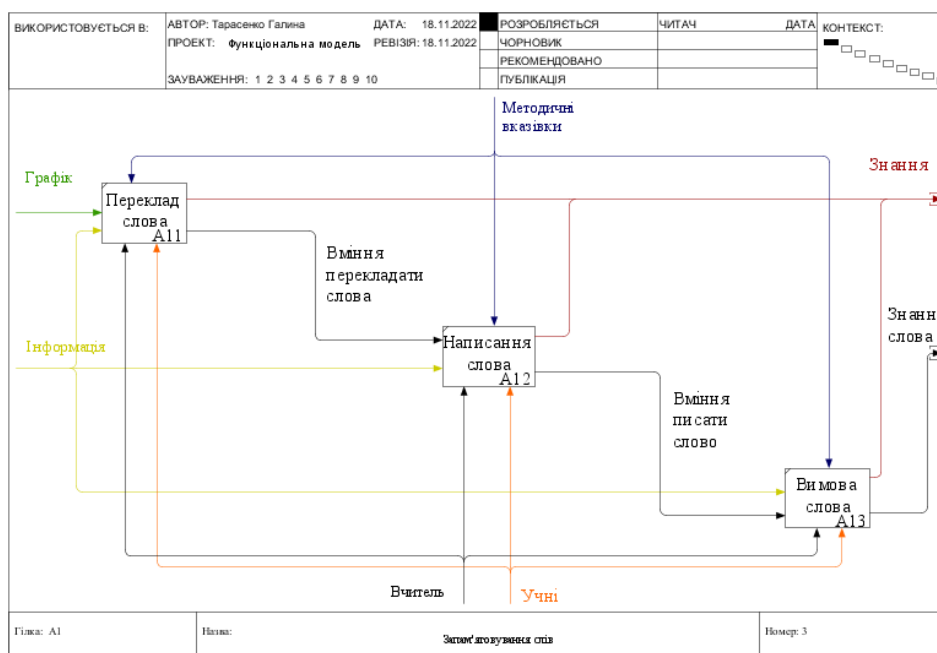 ВИКОРИСТОВУЄТЬСЯ В:
АВТОР: Тарасенко Галина
ДАТА: 18.11.2022
ПРОЕКТ: Функціональна модель
РЕВІЗІЯ: 18.11.2022
ЗАУВАЖЕННЯ: 1 2 3 4 5 6 7 8 9 10
РОЗРОБЛЯЄТЬСЯ
ЧОРНОВИК
РЕКОМЕНДОВАНО
ПУБЛІКАЦІЯ
ЧИТАЧ
ДАТА
КОНТЕКСТ:
Методичні
вказівки
Графік
Знання
Переклад
слова
A11
Вміння
перекладати
слова
Інформація
Написання
слова
A12
Знанн
слова
Вміння
писати
слово
Вимова
слова
A13
Вчитель
Учні
Гілка: A1
Назва:
Запам'ятовування слів
Номер: 3